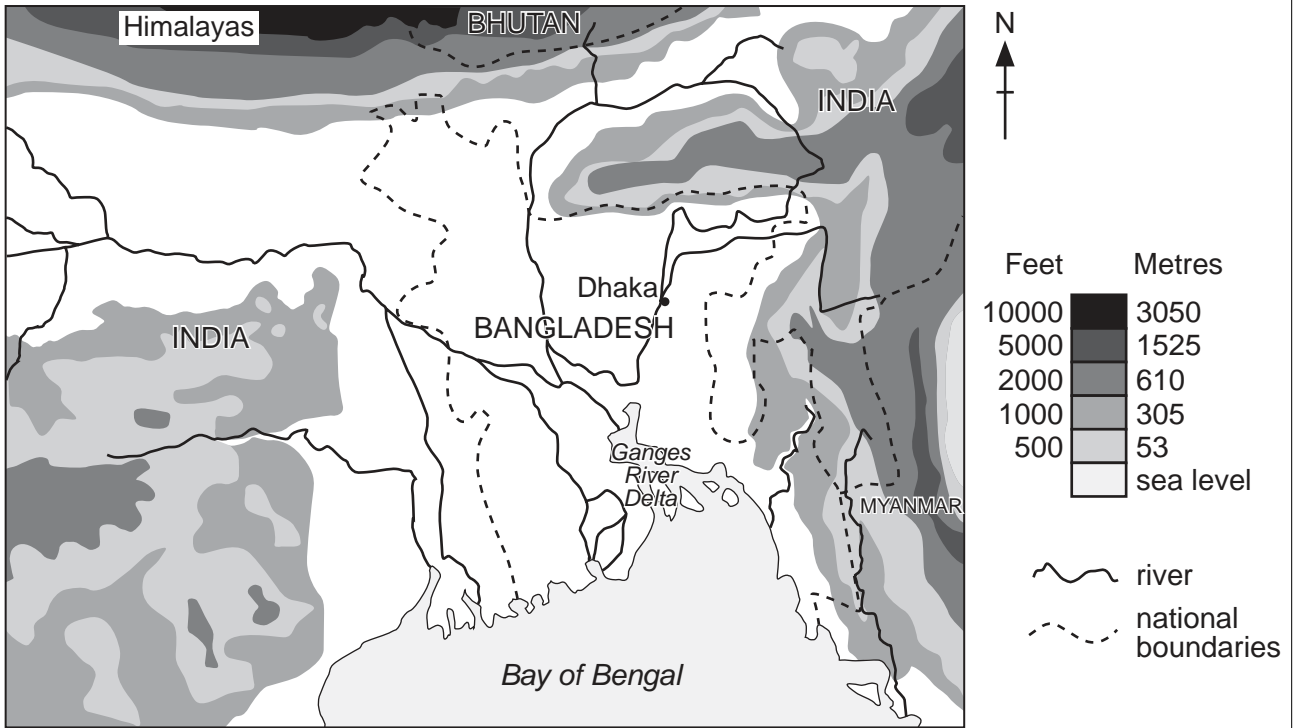 Himalayas
BHUTAN
INDIA
Dhaka
BANGLADESH
INDIA
Ganges
River
Delta
MYANMAR
Bay of Bengal
N
Feet Metres
10000 3050
5000 1525
2000 610
1000 305
500 53
sea level
river
national
boundaries